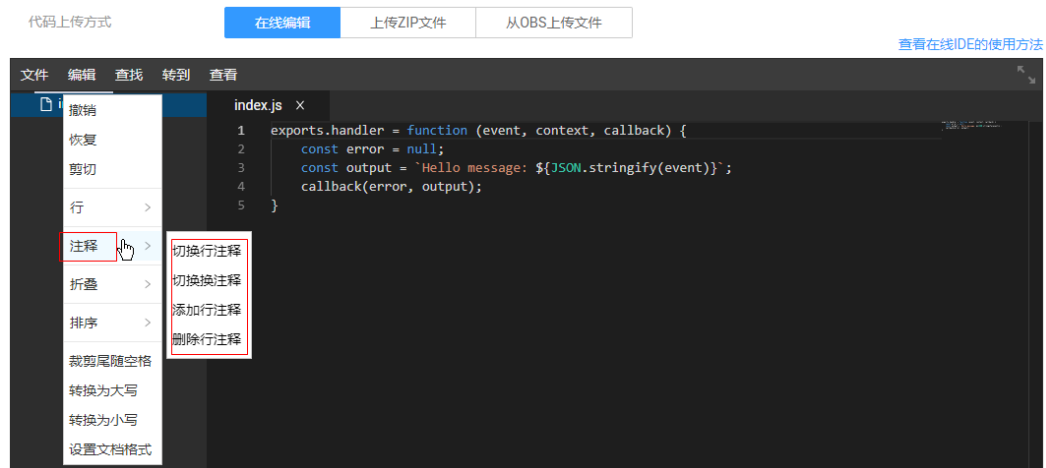 代码上传方式 在线编辑 上传ZIP文件 从OBS上传文件
查看在线IDE的使用方法
文件 编辑 查找 转到 查看
index.js ×
撤销
恢复
剪切
行 >
注释 >
折叠 >
排序 >
裁剪尾随空格
转换为大写
转换为小写
设置文档格式
切换行注释
切换换注释
添加行注释
删除行注释
1 exports.handler = function (event, context, callback) {
2 const error = null;
3 const output = `Hello message: ${JSON.stringify(event)}`;
4 callback(error, output);
5 }